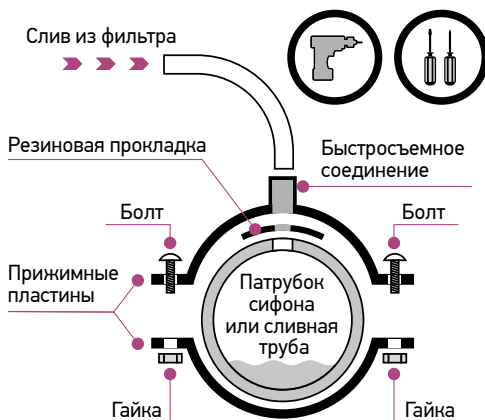 Слив из фильтра
Резиновая прокладка
Быстросъемное
соединение
Болт
Болт
Прижимные
пластины
Патрубок
сифона
или сливная
труба
Гайка
Гайка